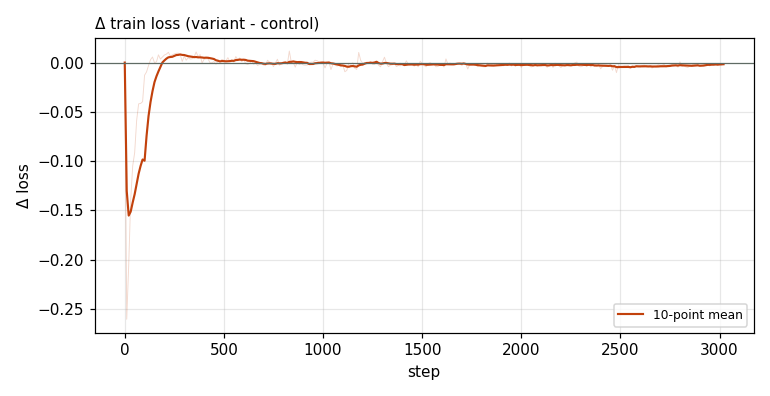 Δ train loss (variant - control)
0.00
−0.05
−0.10
−0.15
−0.20
−0.25
Δ loss
10-point mean
0 500 1000 1500 2000 2500 3000
step